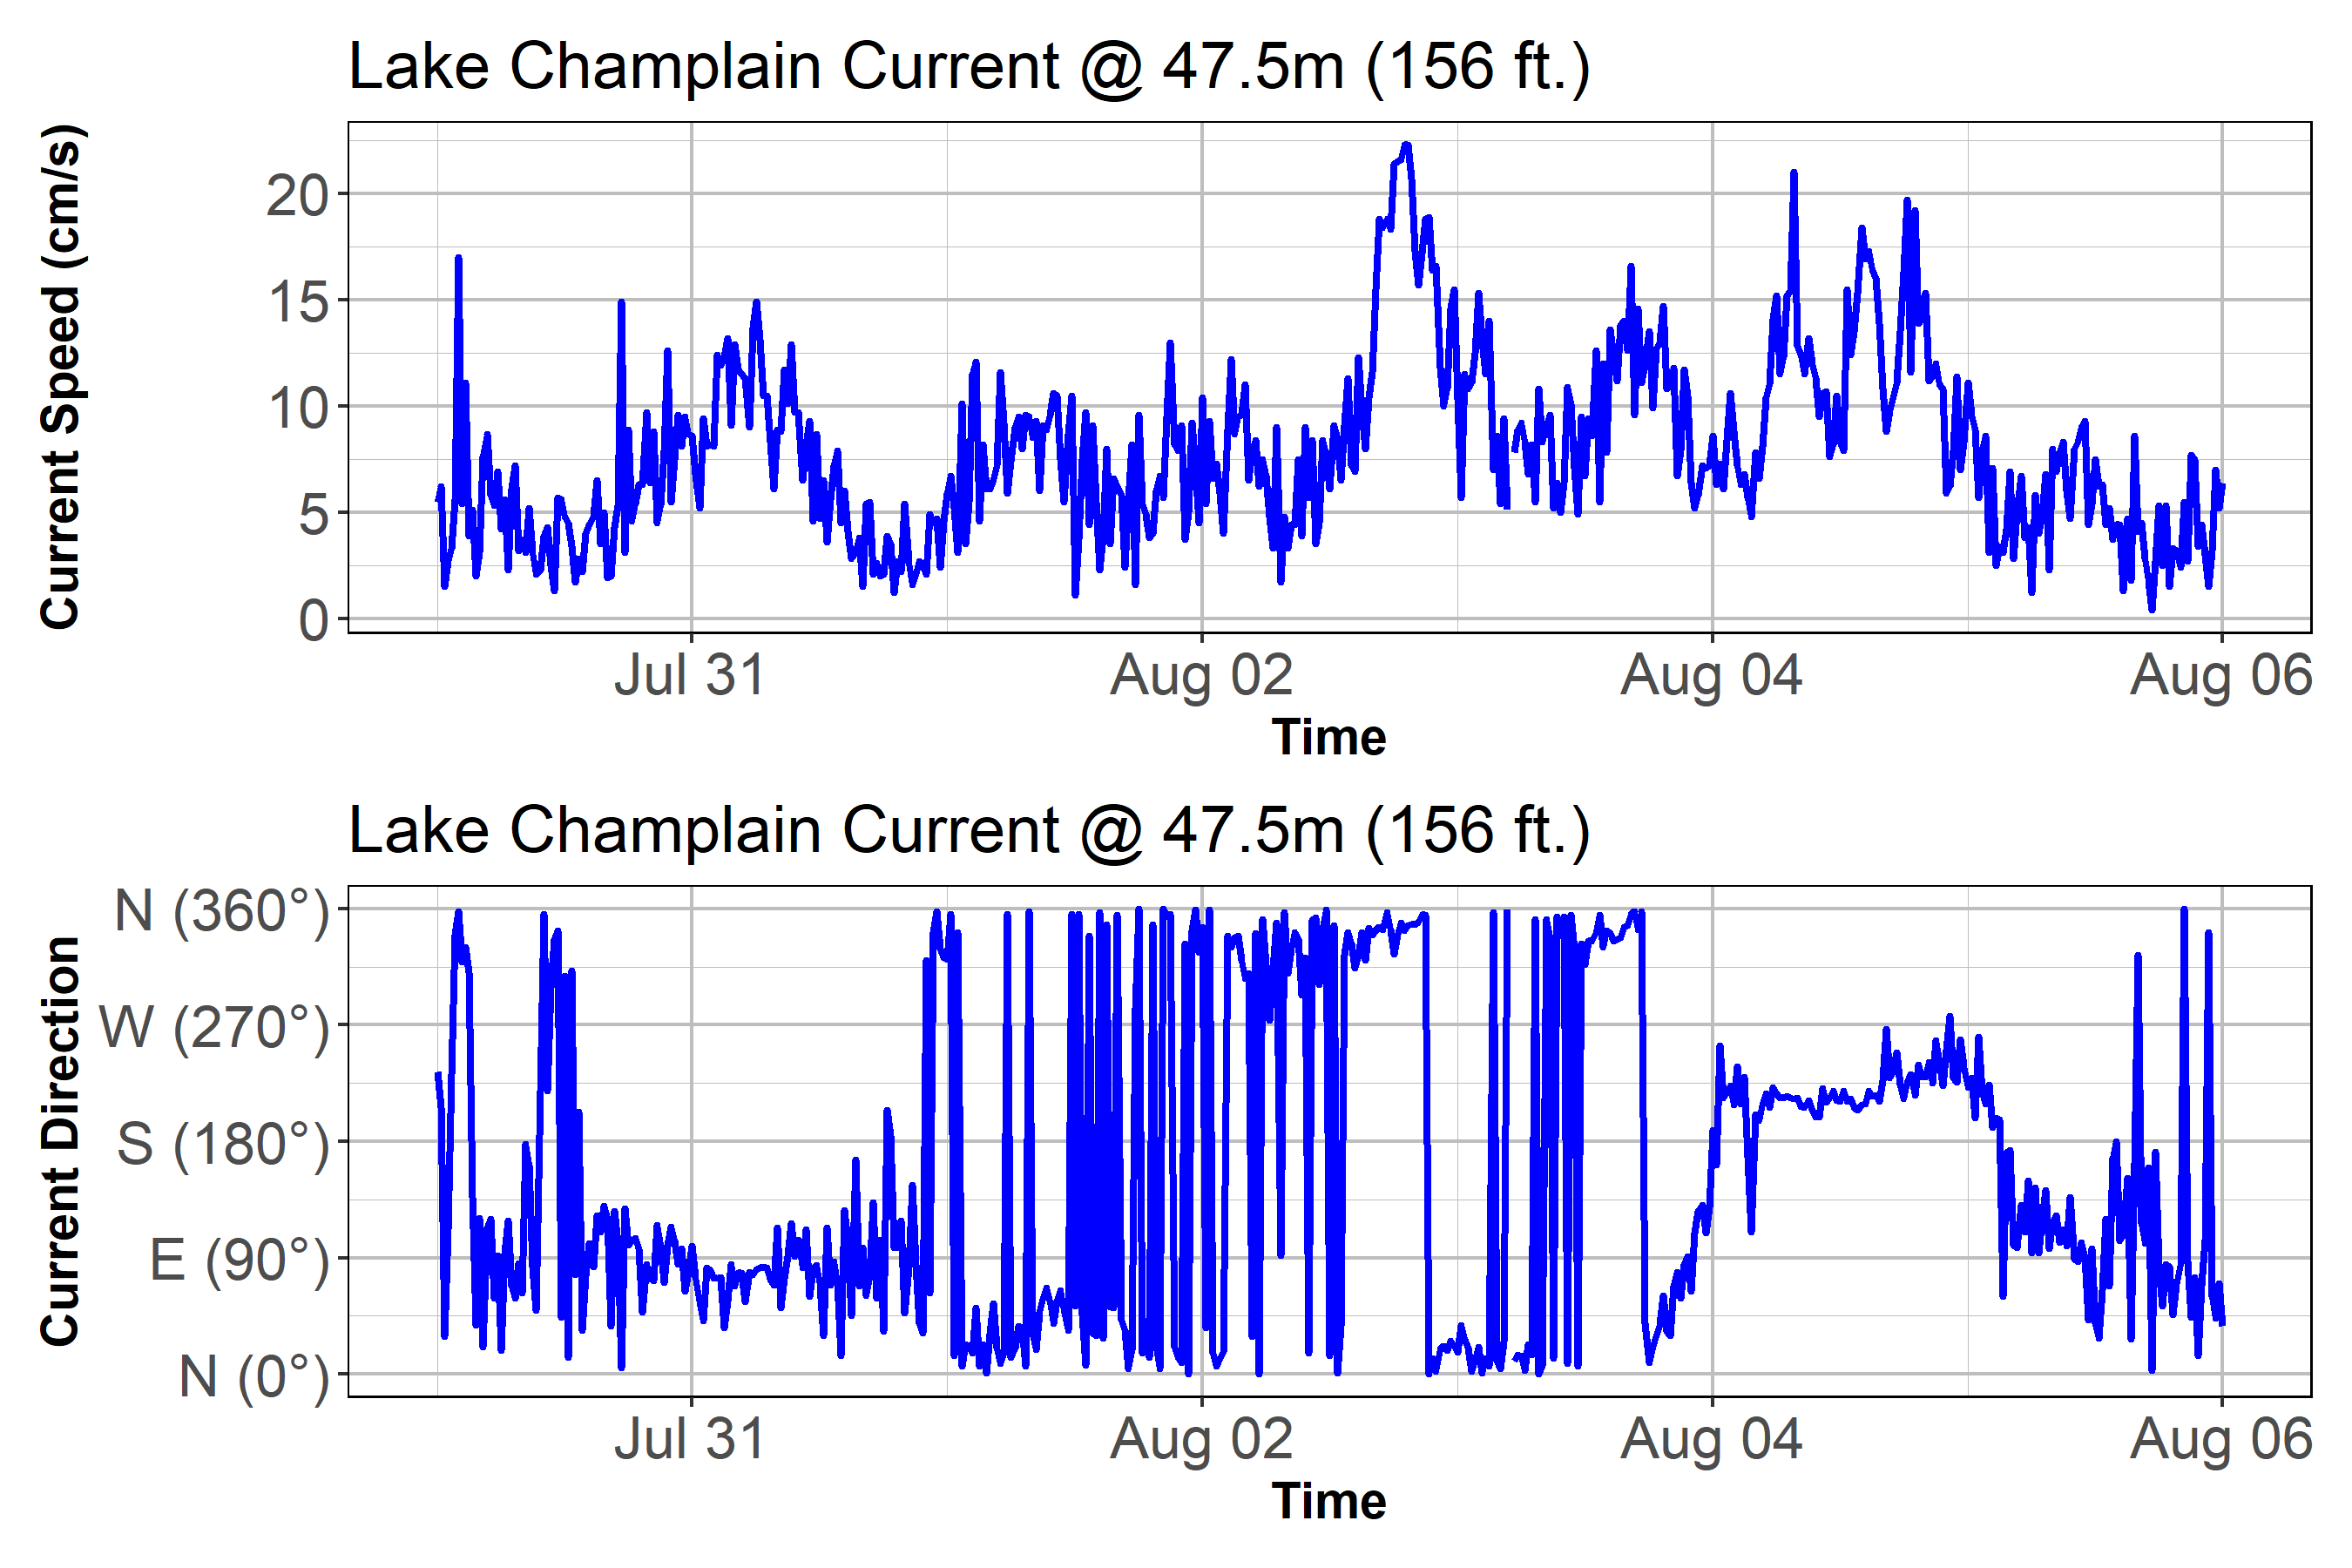 Lake Champlain Current @ 47.5m (156 ft.)
Current Speed (cm/s)
20
15
10
5
0
Jul 31 Aug 02 Aug 04 Aug 06
Time
Lake Champlain Current @ 47.5m (156 ft.)
Current Direction
N (360°)
W (270°)
S (180°)
E (90°)
N (0°)
Jul 31 Aug 02 Aug 04 Aug 06
Time